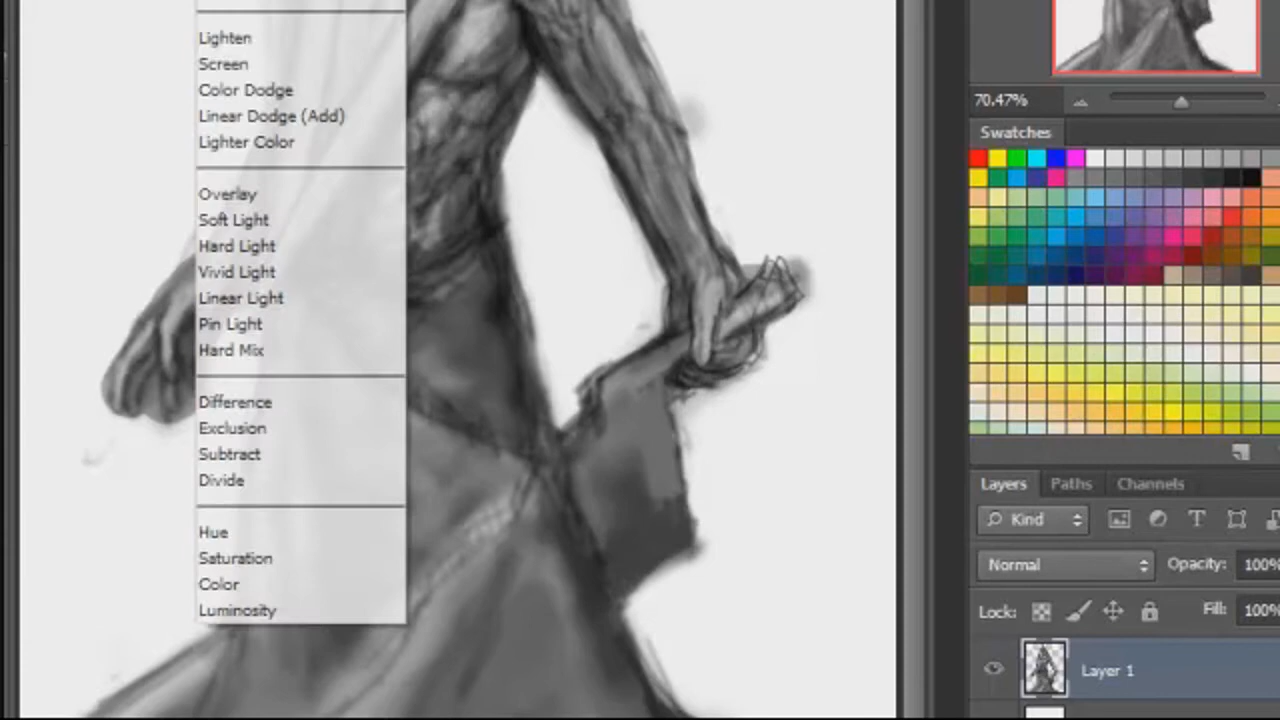 Lighten
Screen
Color Dodge
Linear Dodge (Add)
Lighter Color
Overlay
Soft Light
Hard Light
Vivid Light
Linear Light
Pin Light
Hard Mix
Difference
Exclusion
Subtract
Divide
Hue
Saturation
Color
Luminosity
70.47%
Swatches
Layers Paths Channels
Kind
Normal Opacity: 100%
Lock: Fill: 100%
Layer 1